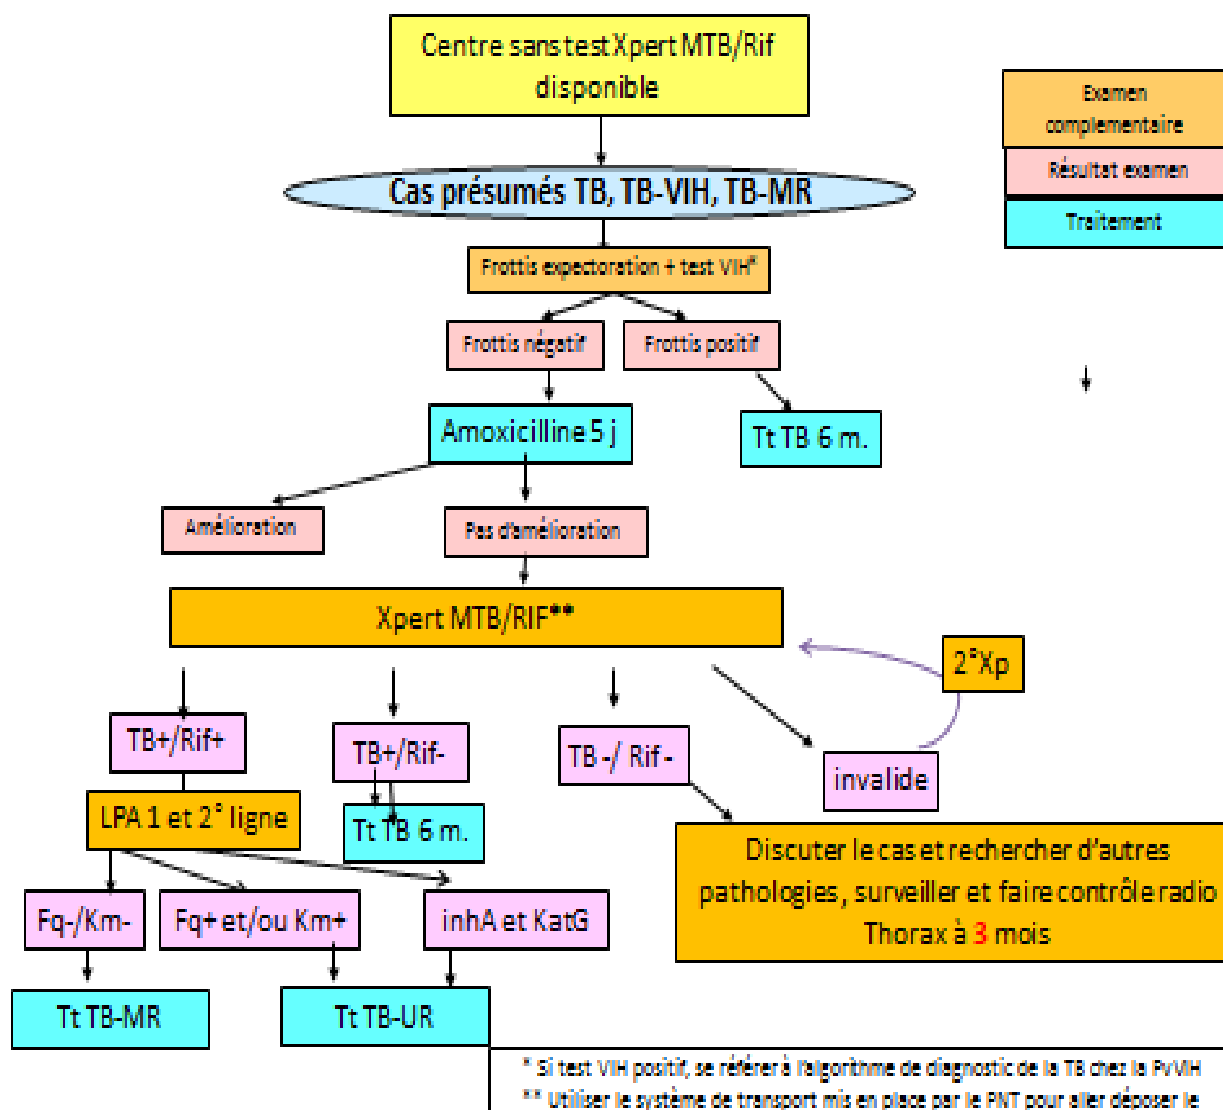 Centre sans test Xpert MTB/Rif
disponible
Examen
complementaire
Résultat examen
Traitement
Cas présumés TB, TB-VIH, TB-MR
Frottis expectoration + test VIH*
Frottis négatif
Frottis positif
Amoxicilline 5 j
Tt TB 6 m.
Amélioration
Pas d'amélioration
Xpert MTB/RIF**
2°Xp
TB+/Rif+
TB+/Rif-
TB -/ Rif -
invalide
LPA 1 et 2° ligne
Tt TB 6 m.
Discuter le cas et rechercher d'autres
pathologies, surveiller et faire contrôle radio
Thorax à 3 mois
Fq-/Km-
Fq+ et/ou Km+
inhA et KatG
Tt TB-MR
Tt TB-UR
* Si test VIH positif, se référer à l'algorithme de diagnostic de la TB chez la PvVIH
** Utiliser le système de transport mis en place par le PNT pour aller déposer le